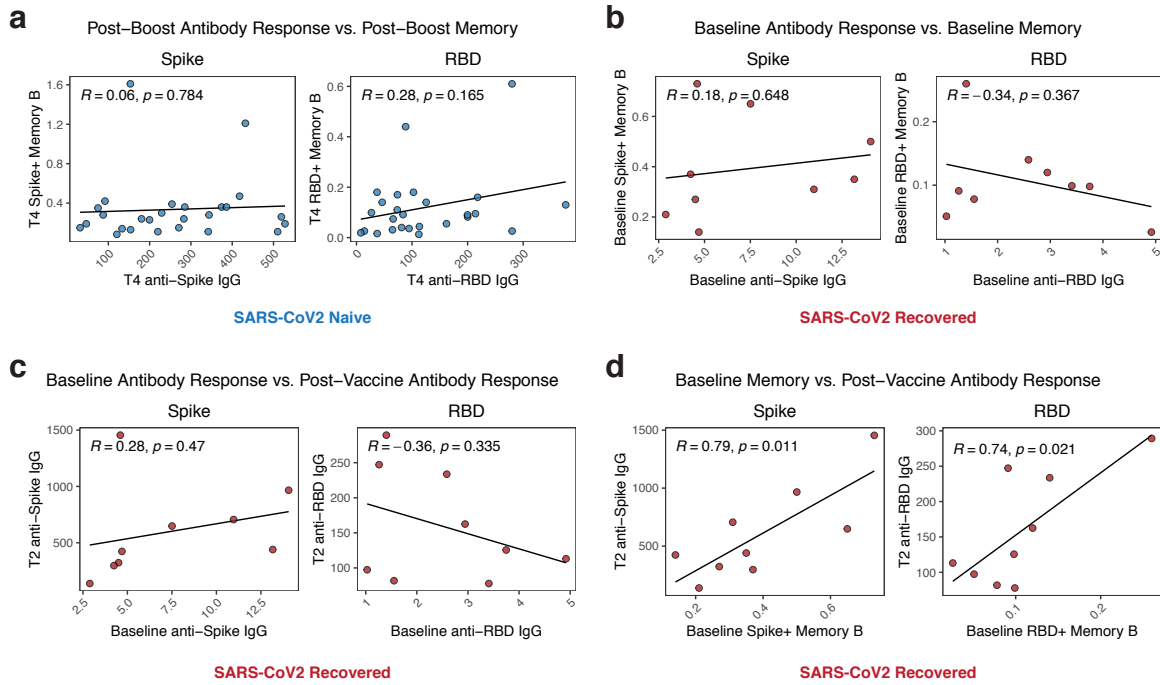 a
Post−Boost Antibody Response vs. Post−Boost Memory
Spike
RBD
T4 Spike+ Memory B
1.6
1.2
0.8
0.4
R = 0.06, p = 0.784
100
200
300
400
500
T4 anti−Spike IgG
T4 RBD+ Memory B
0.6
0.4
0.2
0.0
R = 0.28, p = 0.165
0
100
200
300
T4 anti−RBD IgG
SARS-CoV2 Naive
b
Baseline Antibody Response vs. Baseline Memory
Spike
RBD
Baseline Spike+ Memory B
0.6
0.4
0.2
R = 0.18, p = 0.648
2.5
5.0
7.5
10.0
12.5
Baseline anti−Spike IgG
Baseline RBD+ Memory B
0.2
0.1
R = −0.34, p = 0.367
1
2
3
4
5
Baseline anti−RBD IgG
SARS-CoV2 Recovered
c
Baseline Antibody Response vs. Post−Vaccine Antibody Response
Spike
RBD
T2 anti−Spike IgG
1500
1000
500
R = 0.28, p = 0.47
2.5
5.0
7.5
10.0
12.5
Baseline anti−Spike IgG
T2 anti−RBD IgG
250
200
150
100
R = −0.36, p = 0.335
1
2
3
4
5
Baseline anti−RBD IgG
SARS-CoV2 Recovered
d
Baseline Memory vs. Post−Vaccine Antibody Response
Spike
RBD
T2 anti−Spike IgG
1500
1000
500
R = 0.79, p = 0.011
0.2
0.4
0.6
Baseline Spike+ Memory B
T2 anti−RBD IgG
300
250
200
150
100
R = 0.74, p = 0.021
0.1
0.2
Baseline RBD+ Memory B
SARS-CoV2 Recovered